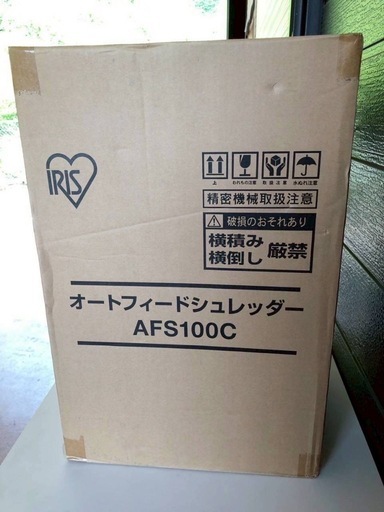 IRIS
上 われもの注意 取扱注意 水ぬれ注意
精密機械取扱注意
破損のおそれあり
横積み
横倒し
厳禁
オートフィードシュレッダー
AFS100C